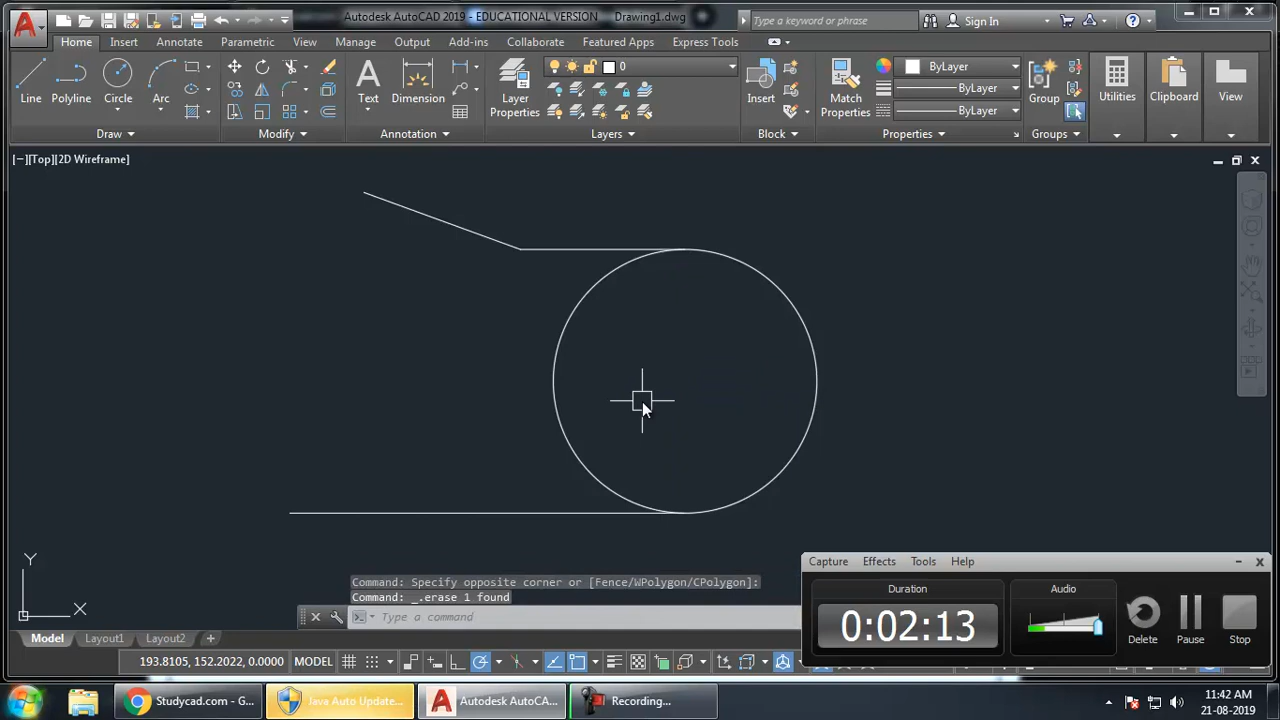 Autodesk AutoCAD 2019 - EDUCATIONAL VERSION Drawing1.dwg Type a keyword or phrase Sign In
Home Insert Annotate Parametric View Manage Output Add-ins Collaborate Featured Apps Express Tools
0 ByLayer
ByLayer
ByLayer
Line Polyline Circle Arc Text Dimension Layer Properties Insert Match Properties Group Utilities Clipboard View
Draw Modify Annotation Layers Block Properties Groups
[−][Top][2D Wireframe]
Y
X
Command: Specify opposite corner or [Fence/WPolygon/CPolygon]:
Command: _.erase 1 found
Type a command
Model Layout1 Layout2 +
193.8105, 152.2022, 0.0000 MODEL
Capture Effects Tools Help
Duration Audio
0:02:13
Delete Pause Stop
Studycad.com - G... Java Auto Update... Autodesk AutoCA... Recording...
11:42 AM
21-08-2019